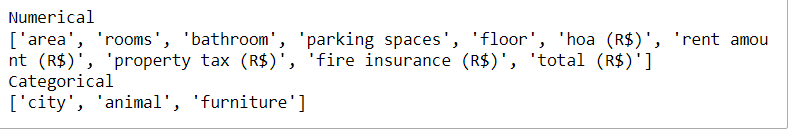 Numerical
['area', 'rooms', 'bathroom', 'parking spaces', 'floor', 'hoa (R$)', 'rent amou
nt (R$)', 'property tax (R$)', 'fire insurance (R$)', 'total (R$)']
Categorical
['city', 'animal', 'furniture']